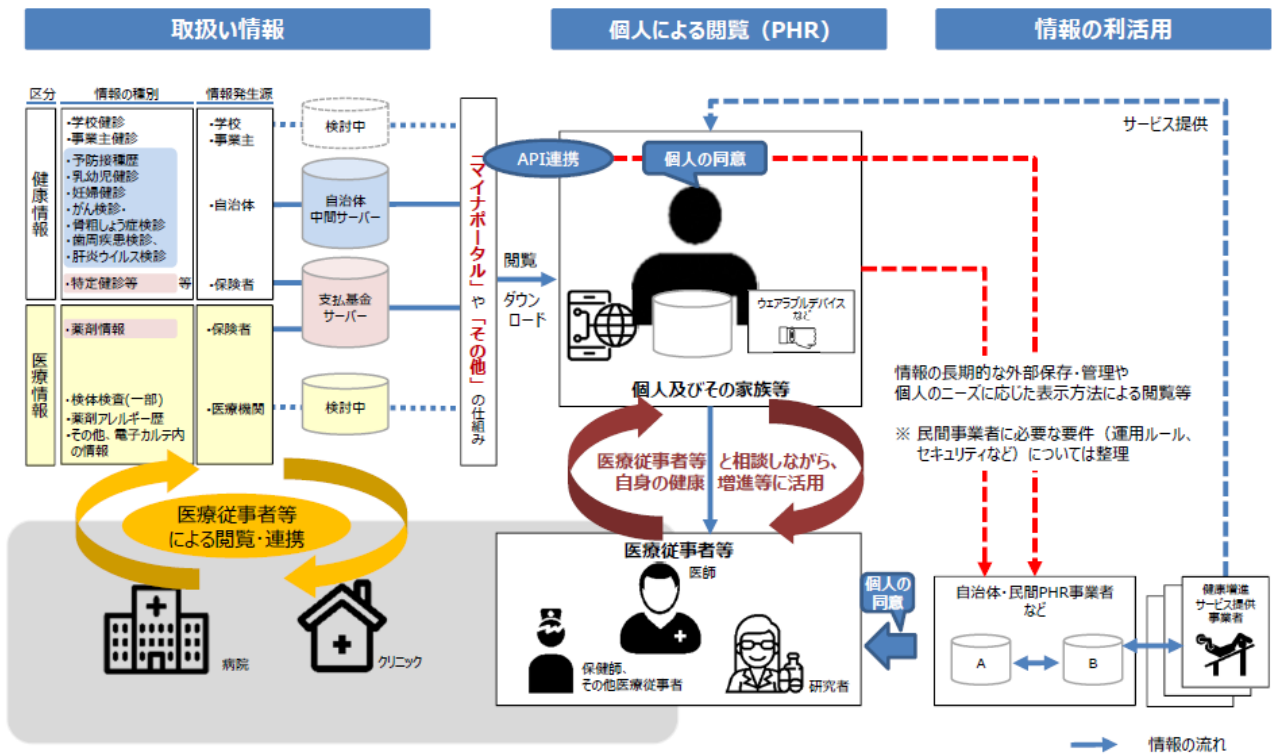 取扱い情報
個人による閲覧（PHR）
情報の利活用
区分
情報の種別
情報発生源
健康情報
・学校健診
・事業主健診
・予防接種歴
・乳幼児健診
・妊婦健診
・がん検診・
・骨粗しょう症検診
・歯周疾患検診、
・肝炎ウイルス検診
・特定健診等
等
・学校
・事業主
・自治体
・保険者
検討中
自治体
中間サーバー
支払基金
サーバー
医療情報
・薬剤情報
・検体検査(一部)
・薬剤アレルギー歴
・その他、電子カルテ内
の情報
・保険者
・医療機関
検討中
「マイナポータル」や「その他」の仕組み
閲覧
ダウン
ロード
API連携
個人の同意
ウェアラブルデバイス
など
個人及びその家族等
サービス提供
情報の長期的な外部保存・管理や
個人のニーズに応じた表示方法による閲覧等
※ 民間事業者に必要な要件（運用ルール、
セキュリティなど）については整理
医療従事者等と相談しながら、
自身の健康増進等に活用
医療従事者等
による閲覧・連携
病院
クリニック
医療従事者等
医師
保健師、
その他医療従事者
研究者
個人の
同意
自治体・民間PHR事業者
など
A
B
健康増進
サービス提供
事業者
情報の流れ